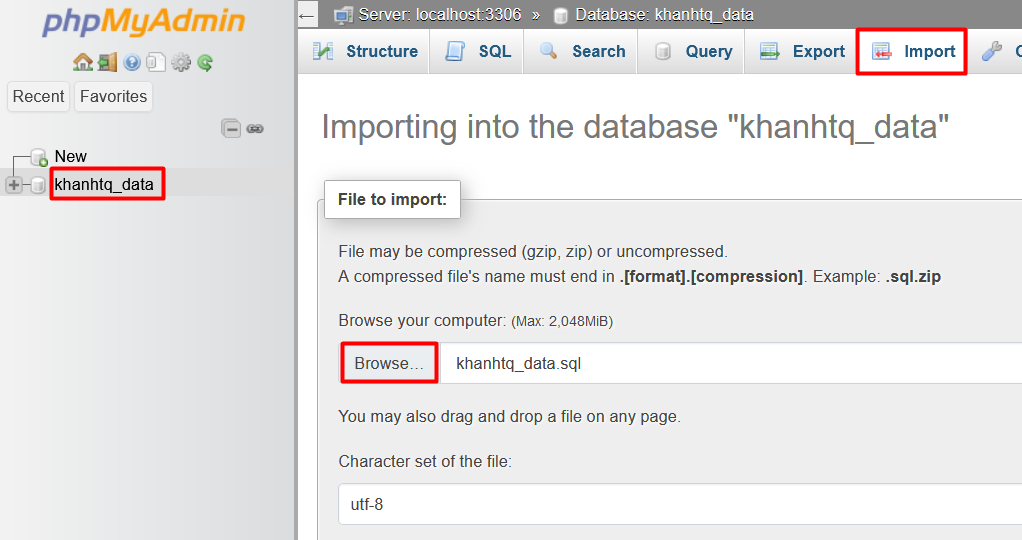 phpMyAdmin
Recent Favorites
New
khanhtq_data
Server: localhost:3306 » Database: khanhtq_data
Structure SQL Search Query Export Import
Importing into the database "khanhtq_data"
File to import:
File may be compressed (gzip, zip) or uncompressed.
A compressed file's name must end in .[format].[compression]. Example: .sql.zip
Browse your computer: (Max: 2,048MiB)
Browse... khanhtq_data.sql
You may also drag and drop a file on any page.
Character set of the file:
utf-8